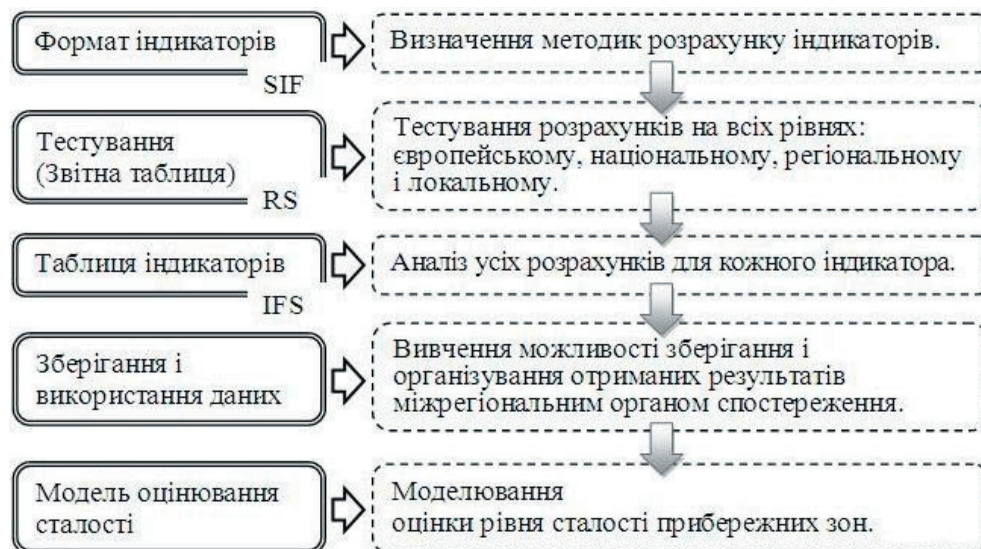 Формат індикаторів
SIF
Визначення методик розрахунку індикаторів.
Тестування
(Звітна таблиця)
RS
Тестування розрахунків на всіх рівнях:
європейському, національному, регіональному
і локальному.
Таблиця індикаторів
IFS
Аналіз усіх розрахунків для кожного індикатора.
Зберігання і
використання даних
Вивчення можливості зберігання і
організування отриманих результатів
міжрегіональним органом спостереження.
Модель оцінювання
сталості
Моделювання
оцінки рівня сталості прибережних зон.